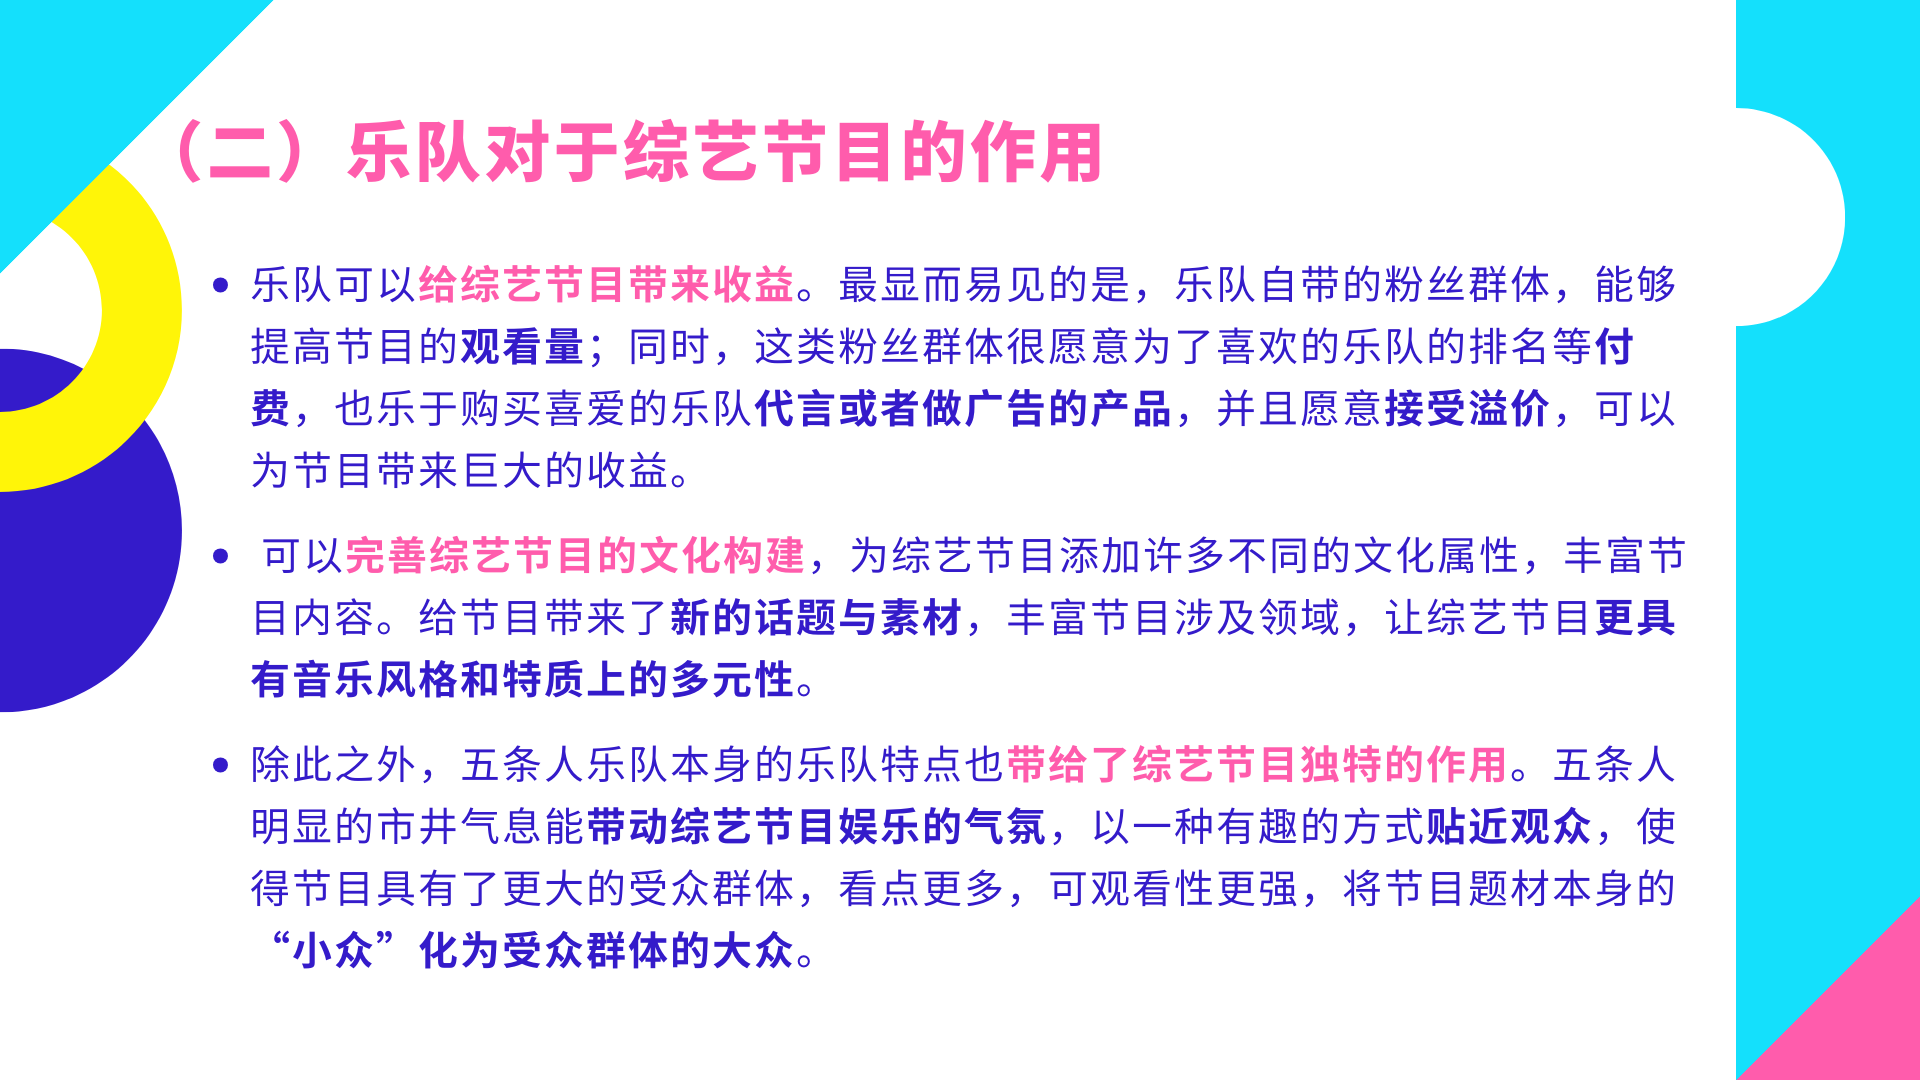 （二）乐队对于综艺节目的作用
• 乐队可以给综艺节目带来收益。最显而易见的是，乐队自带的粉丝群体，能够
提高节目的观看量；同时，这类粉丝群体很愿意为了喜欢的乐队的排名等付
费，也乐于购买喜爱的乐队代言或者做广告的产品，并且愿意接受溢价，可以
为节目带来巨大的收益。
• 可以完善综艺节目的文化构建，为综艺节目添加许多不同的文化属性，丰富节
目内容。给节目带来了新的话题与素材，丰富节目涉及领域，让综艺节目更具
有音乐风格和特质上的多元性。
• 除此之外，五条人乐队本身的乐队特点也带给了综艺节目独特的作用。五条人
明显的市井气息能带动综艺节目娱乐的气氛，以一种有趣的方式贴近观众，使
得节目具有了更大的受众群体，看点更多，可观看性更强，将节目题材本身的
“小众”化为受众群体的大众。